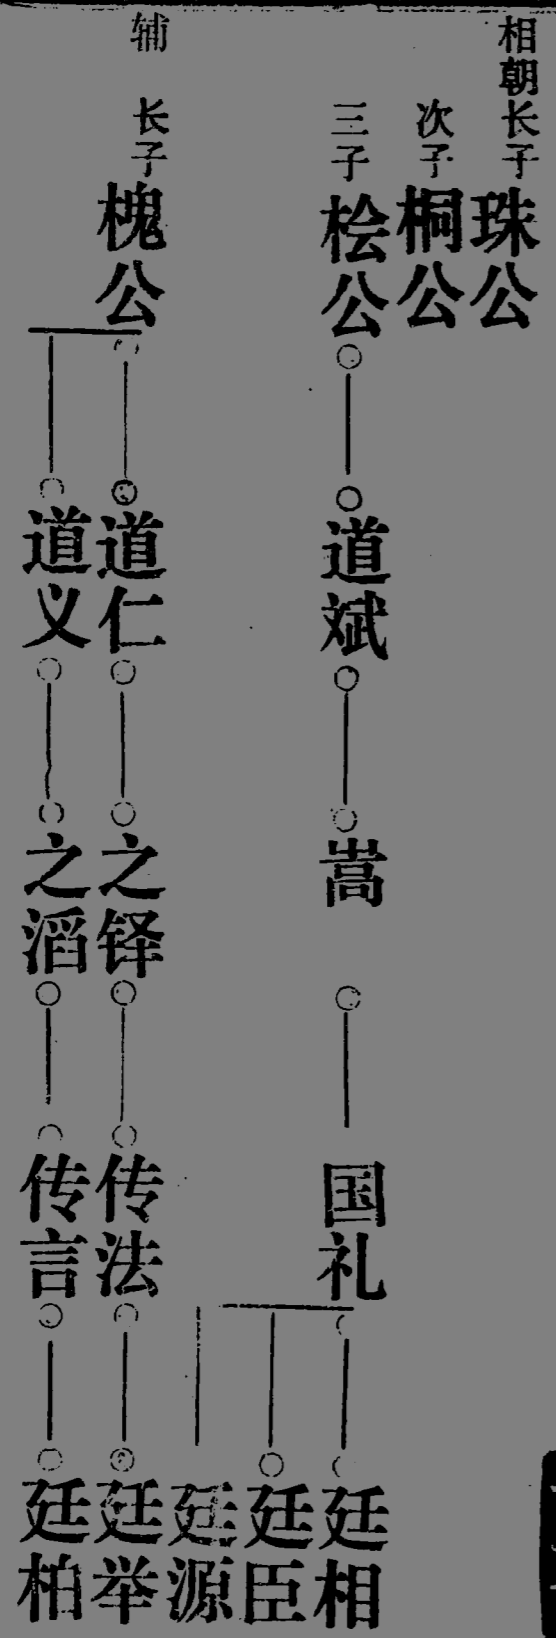 相朝长子 珠公
次子 桐公
三子 桧公
道斌
嵩
国礼
廷相
廷臣
廷源
辅 长子 槐公
道仁
之铎
传法
廷举
道义
之滔
传言
廷柏